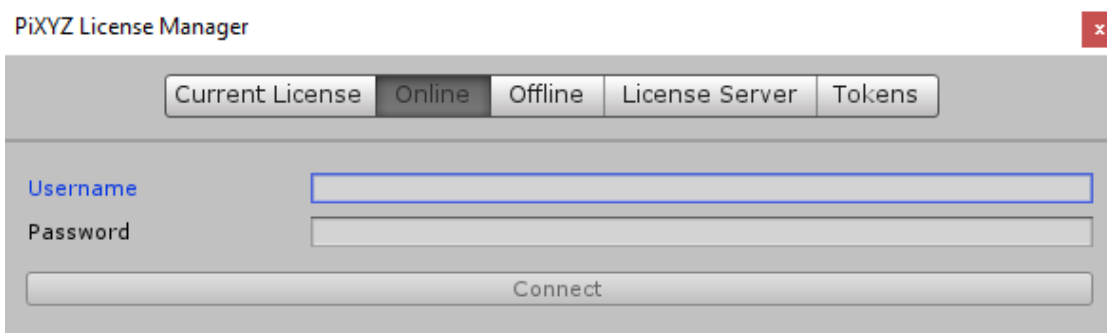 PiXYZ License Manager x
Current License Online Offline License Server Tokens
Username
Password
Connect